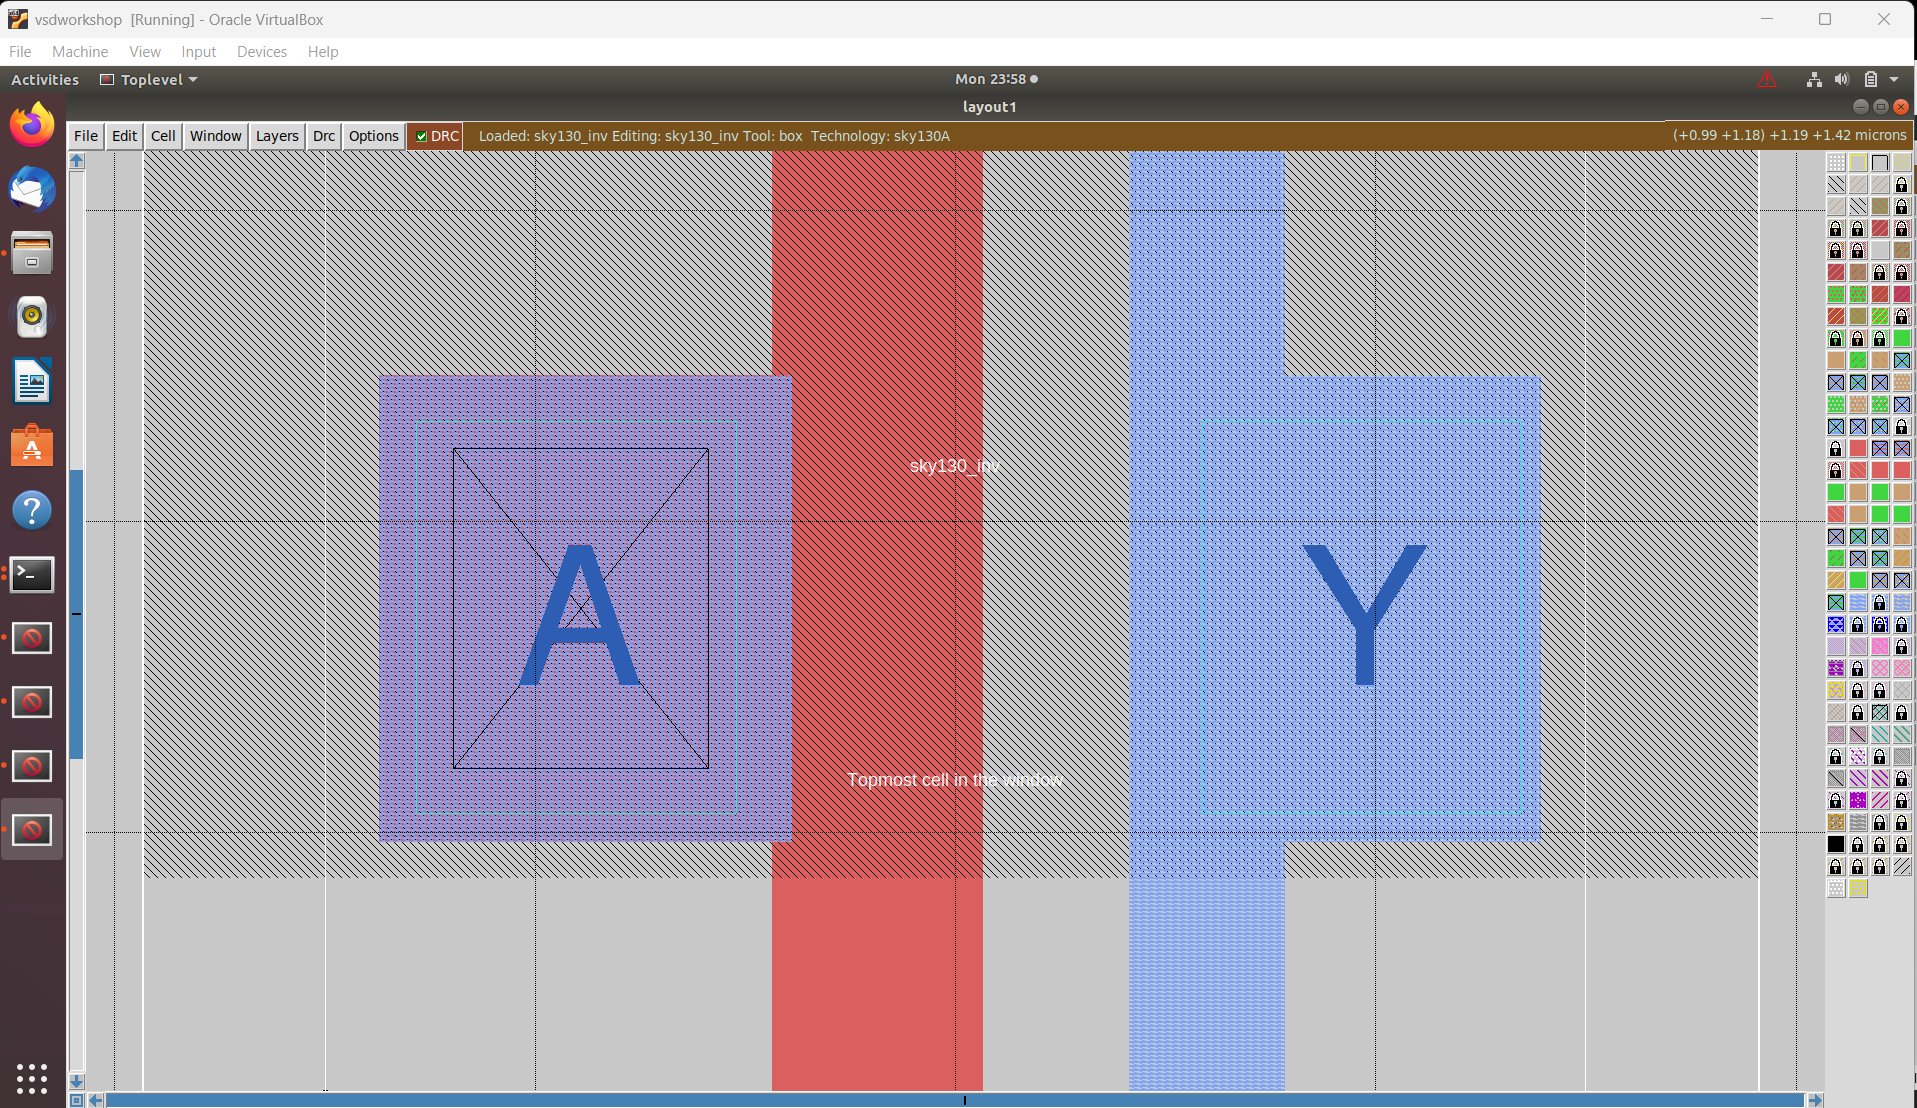 vsdworkshop [Running] - Oracle VirtualBox
File Machine View Input Devices Help
Activities Toplevel Mon 23:58
layout1
File Edit Cell Window Layers Drc Options DRC Loaded: sky130_inv Editing: sky130_inv Tool: box Technology: sky130A (+0.99 +1.18) +1.19 +1.42 microns
sky130_inv
A Y
Topmost cell in the window